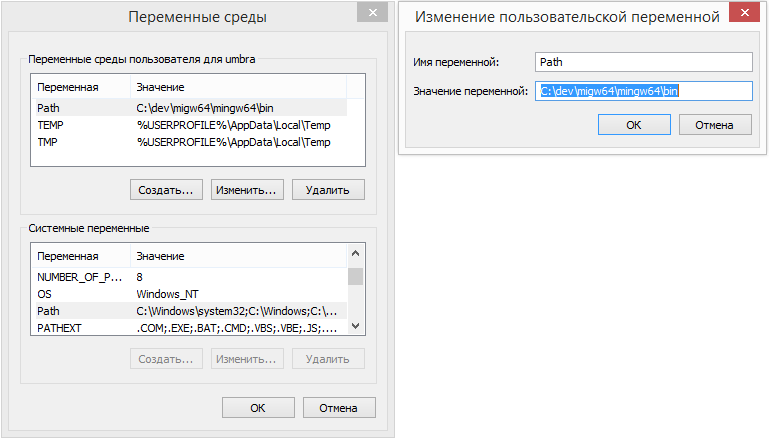 Переменные среды
Переменные среды пользователя для umbra
Переменная Значение
Path C:\dev\migw64\mingw64\bin
TEMP %USERPROFILE%\AppData\Local\Temp
TMP %USERPROFILE%\AppData\Local\Temp
Создать... Изменить... Удалить
Системные переменные
Переменная Значение
NUMBER_OF_P... 8
OS Windows_NT
Path C:\Windows\system32;C:\Windows;C:\...
PATHEXT .COM;.EXE;.BAT;.CMD;.VBS;.VBE;.JS;....
Создать... Изменить... Удалить
OK Отмена
Изменение пользовательской переменной
Имя переменной: Path
Значение переменной: C:\dev\migw64\mingw64\bin
OK Отмена